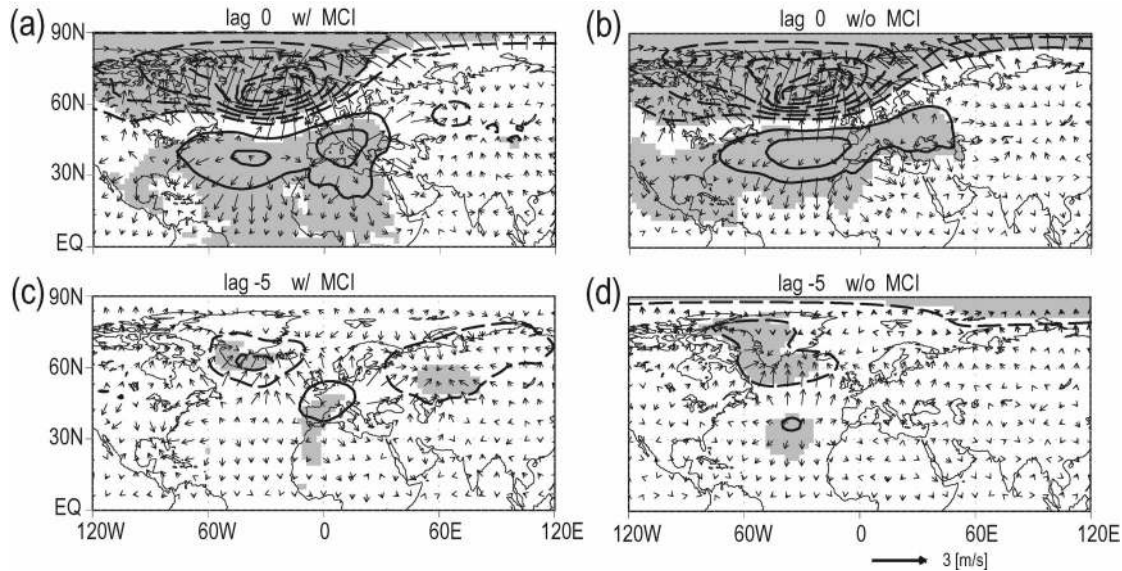 (a) lag 0 w/ MCI
(b) lag 0 w/o MCI
90N
60N
30N
EQ
(c) lag -5 w/ MCI
(d) lag -5 w/o MCI
90N
60N
30N
EQ
120W 60W 0 60E 120E
120W 60W 0 60E 120E
3 [m/s]